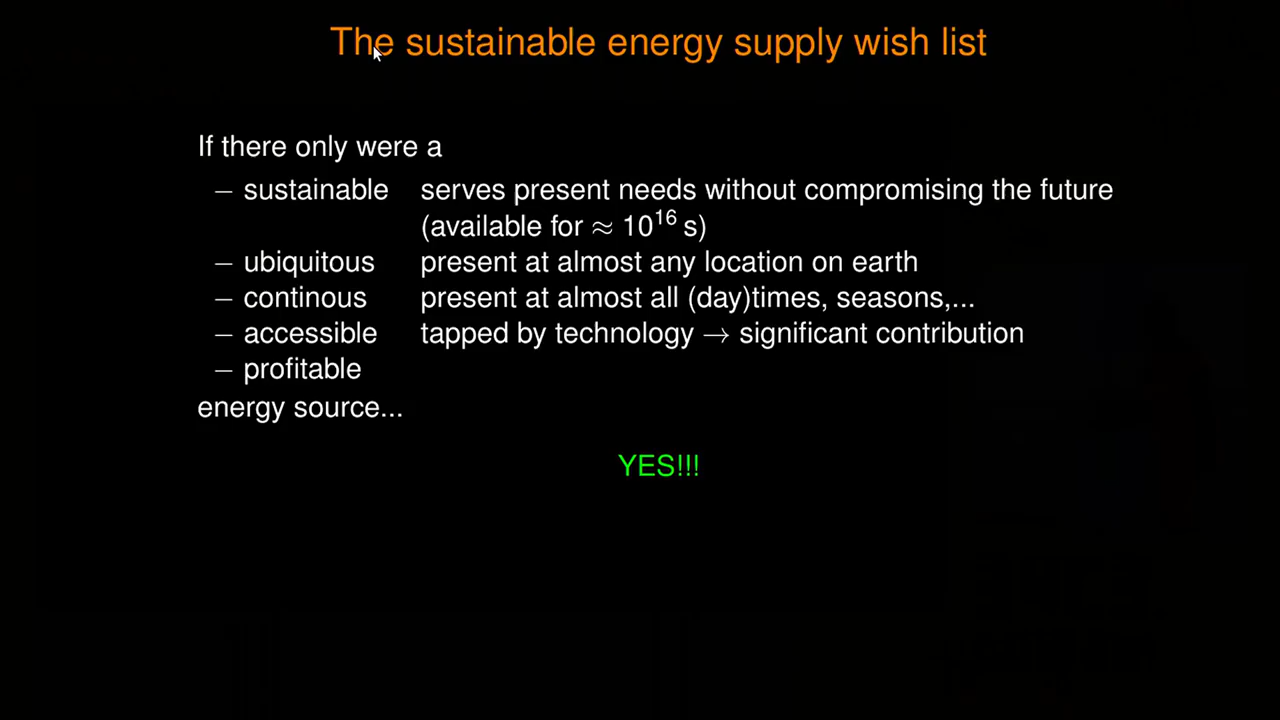 The sustainable energy supply wish list
If there only were a
– sustainable serves present needs without compromising the future
(available for ≈ 10¹⁶ s)
– ubiquitous present at almost any location on earth
– continous present at almost all (day)times, seasons,...
– accessible tapped by technology → significant contribution
– profitable
energy source...
YES!!!